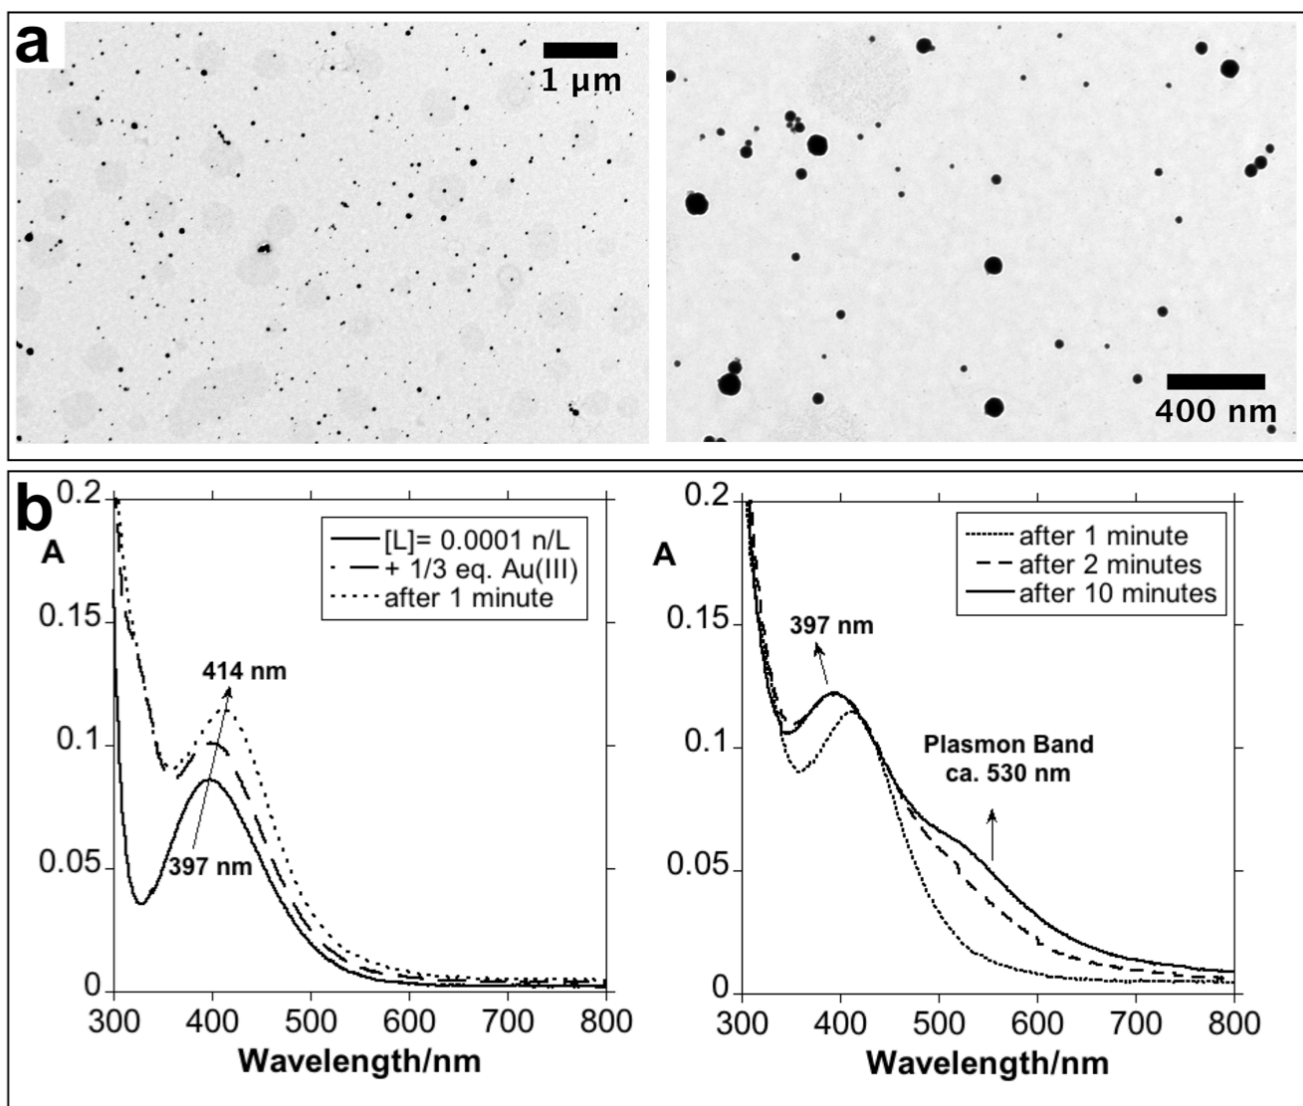 a
1 µm
400 nm
b
0.2
A
[L]= 0.0001 n/L
+ 1/3 eq. Au(III)
after 1 minute
0.15
414 nm
0.1
397 nm
0.05
0
300 400 500 600 700 800
Wavelength/nm
0.2
A
after 1 minute
after 2 minutes
after 10 minutes
0.15
397 nm
0.1
Plasmon Band
ca. 530 nm
0.05
0
300 400 500 600 700 800
Wavelength/nm